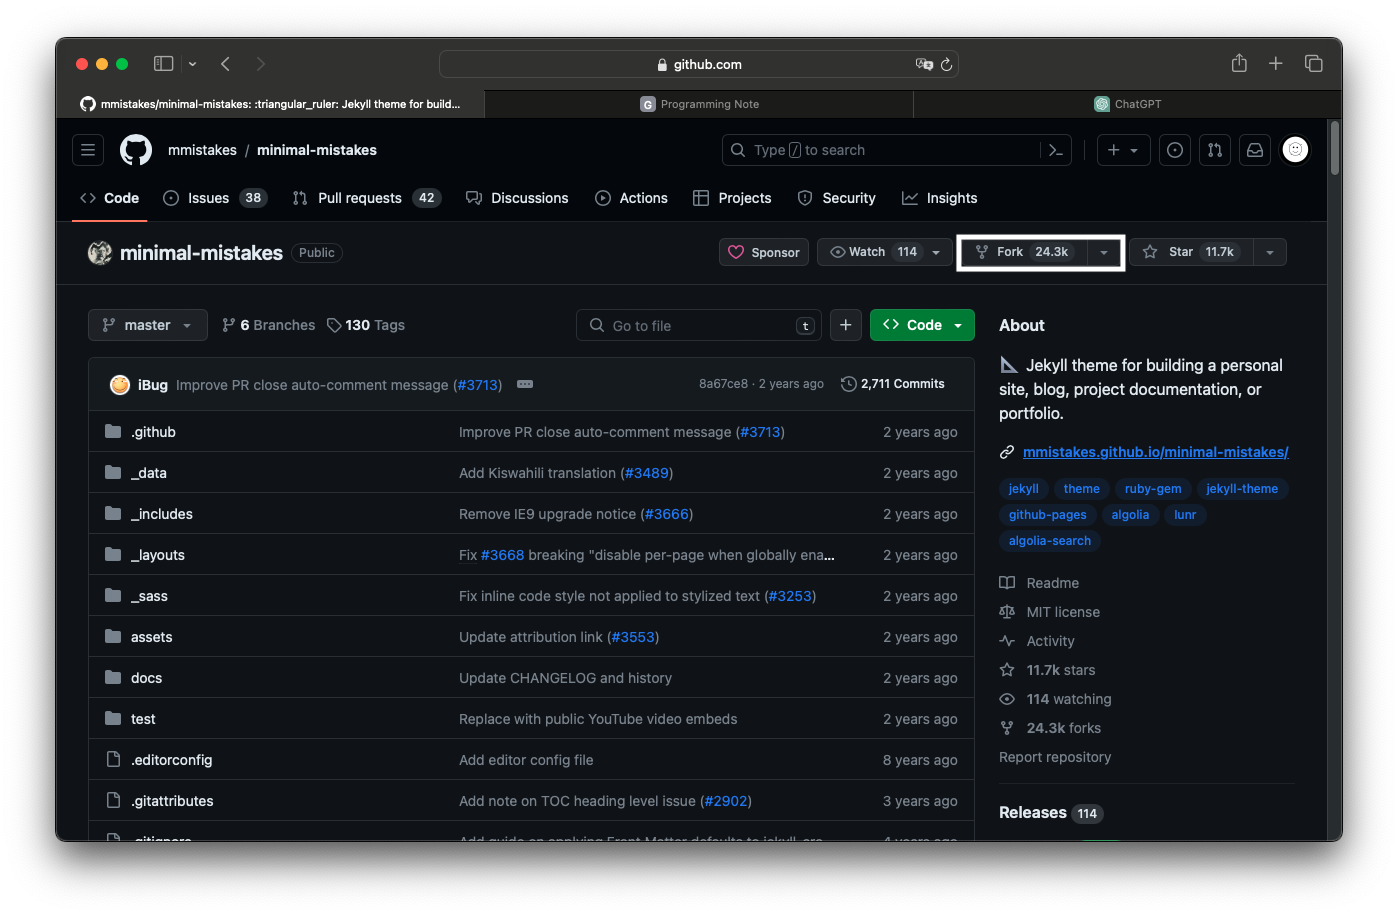 github.com
mmistakes/minimal-mistakes: :triangular_ruler: Jekyll theme for build...
G Programming Note
ChatGPT
mmistakes / minimal-mistakes
Type / to search
Code
Issues 38
Pull requests 42
Discussions
Actions
Projects
Security
Insights
minimal-mistakes Public
Sponsor
Watch 114
Fork 24.3k
Star 11.7k
master
6 Branches
130 Tags
Go to file t
Code
iBug Improve PR close auto-comment message (#3713)
8a67ce8 · 2 years ago
2,711 Commits
.github Improve PR close auto-comment message (#3713) 2 years ago
_data Add Kiswahili translation (#3489) 2 years ago
_includes Remove IE9 upgrade notice (#3666) 2 years ago
_layouts Fix #3668 breaking "disable per-page when globally ena... 2 years ago
_sass Fix inline code style not applied to stylized text (#3253) 2 years ago
assets Update attribution link (#3553) 2 years ago
docs Update CHANGELOG and history 2 years ago
test Replace with public YouTube video embeds 2 years ago
.editorconfig Add editor config file 8 years ago
.gitattributes Add note on TOC heading level issue (#2902) 3 years ago
About
Jekyll theme for building a personal
site, blog, project documentation, or
portfolio.
mmistakes.github.io/minimal-mistakes/
jekyll theme ruby-gem jekyll-theme
github-pages algolia lunr
algolia-search
Readme
MIT license
Activity
11.7k stars
114 watching
24.3k forks
Report repository
Releases 114